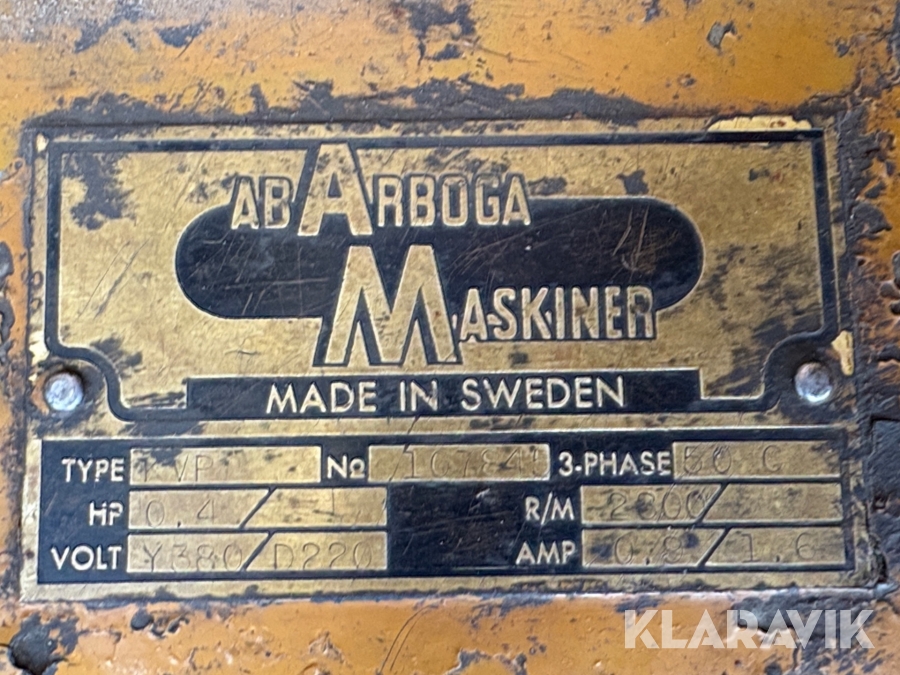 AB ARBOGA
MASKINER
MADE IN SWEDEN
TYPE No 3-PHASE 50 C
HP 0.4/ R/M 2800/
VOLT Y380/D220 AMP 0.9/1.6
KLARAVIK